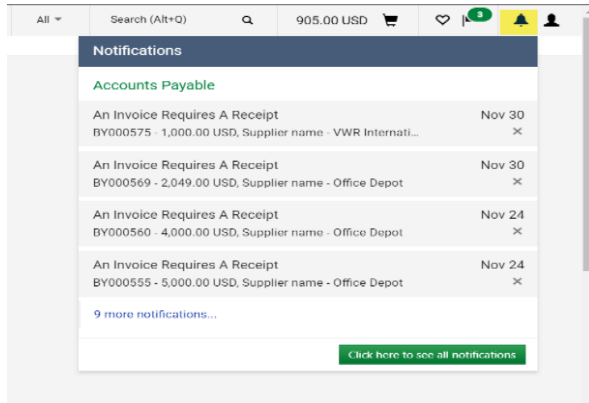 All
Search (Alt+Q)
905.00 USD
3
Notifications
Accounts Payable
An Invoice Requires A Receipt Nov 30
BY000575 - 1,000.00 USD, Supplier name - VWR Internati... ×
An Invoice Requires A Receipt Nov 30
BY000569 - 2,049.00 USD, Supplier name - Office Depot ×
An Invoice Requires A Receipt Nov 24
BY000560 - 4,000.00 USD, Supplier name - Office Depot ×
An Invoice Requires A Receipt Nov 24
BY000555 - 5,000.00 USD, Supplier name - Office Depot ×
9 more notifications...
Click here to see all notifications